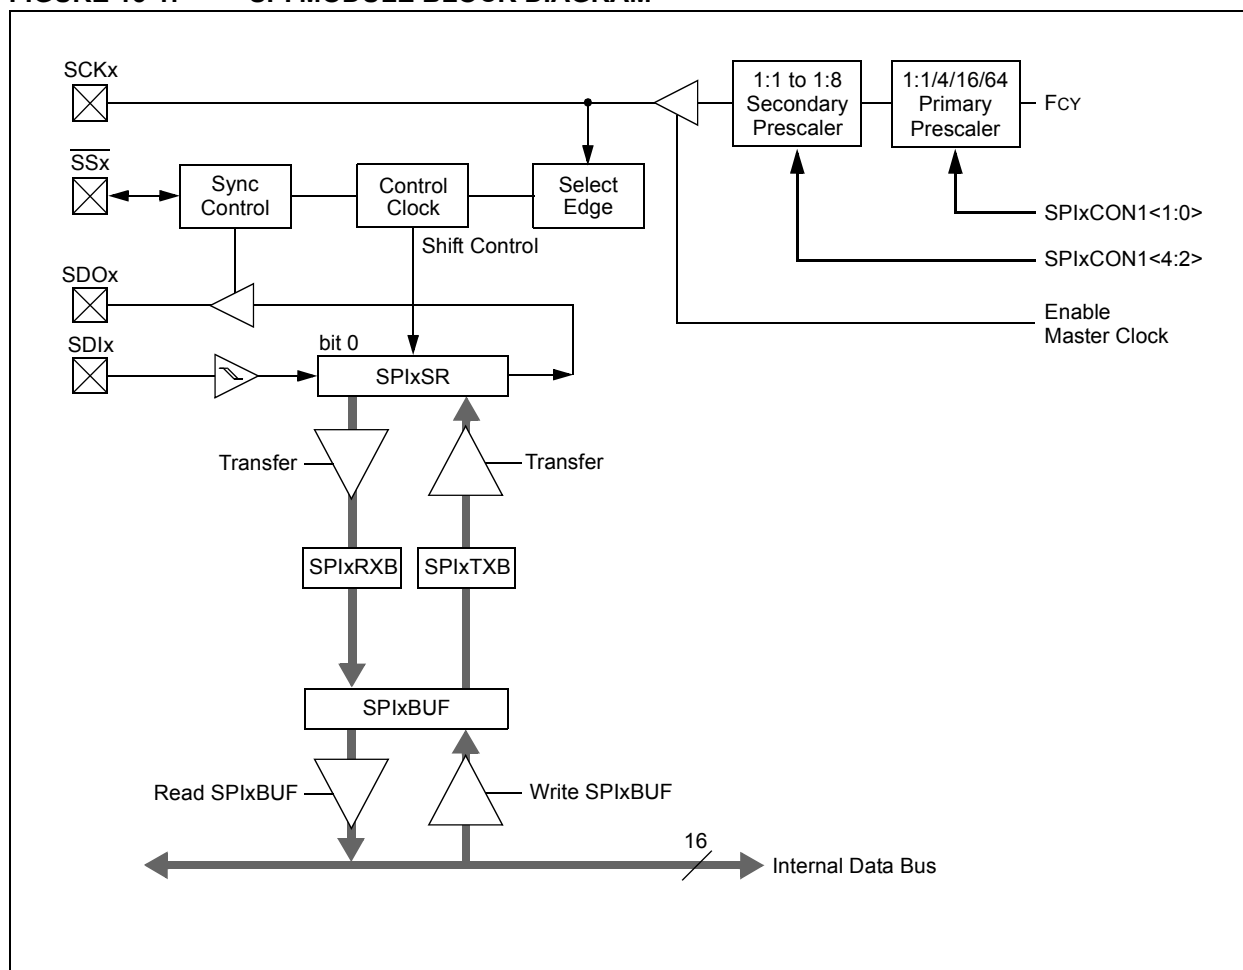 SCKx
1:1 to 1:8
Secondary
Prescaler
1:1/4/16/64
Primary
Prescaler
FCY
SSx
Sync
Control
Control
Clock
Select
Edge
SPIxCON1<1:0>
Shift Control
SPIxCON1<4:2>
SDOx
Enable
Master Clock
bit 0
SDIx
SPIxSR
Transfer
Transfer
SPIxRXB
SPIxTXB
SPIxBUF
Read SPIxBUF
Write SPIxBUF
16
Internal Data Bus